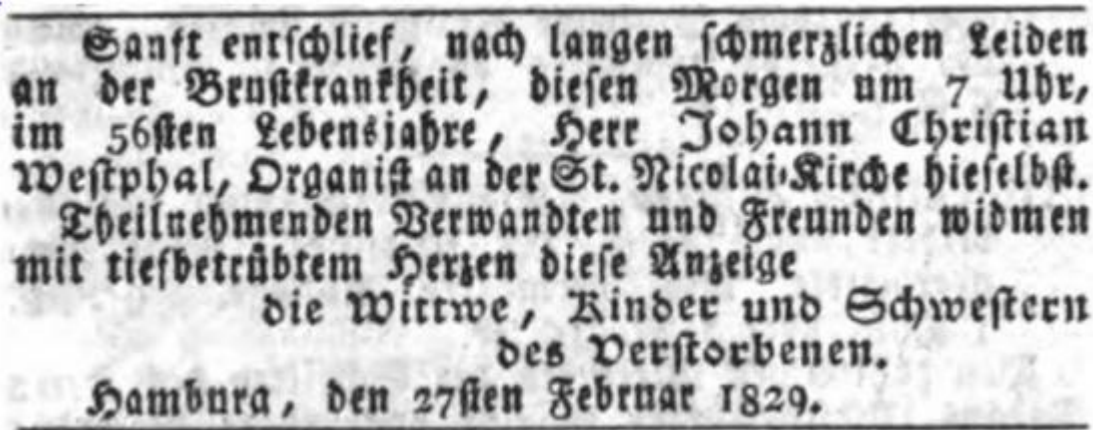 Sanft entſchlief, nach langen ſchmerzlichen Leiden
an der Bruſtkrankheit, dieſen Morgen um 7 Uhr,
im 56ſten Lebensjahre, Herr Johann Chriſtian
Weſtphal, Organiſt an der St. Nicolai-Kirche hieſelbſt.
Theilnehmenden Verwandten und Freunden widmen
mit tiefbetrübtem Herzen dieſe Anzeige
die Wittwe, Kinder und Schweſtern
des Verſtorbenen.
Hamburg, den 27ſten Februar 1829.